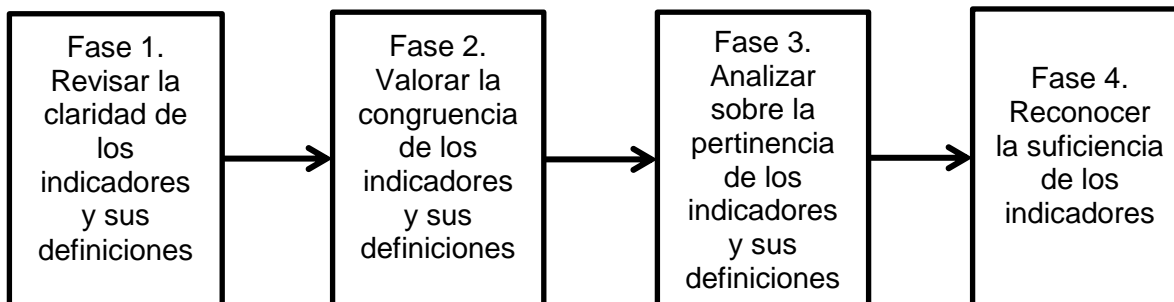 Fase 1.
Revisar la
claridad de
los
indicadores
y sus
definiciones
Fase 2.
Valorar la
congruencia
de los
indicadores
y sus
definiciones
Fase 3.
Analizar
sobre la
pertinencia
de los
indicadores
y sus
definiciones
Fase 4.
Reconocer
la suficiencia
de los
indicadores